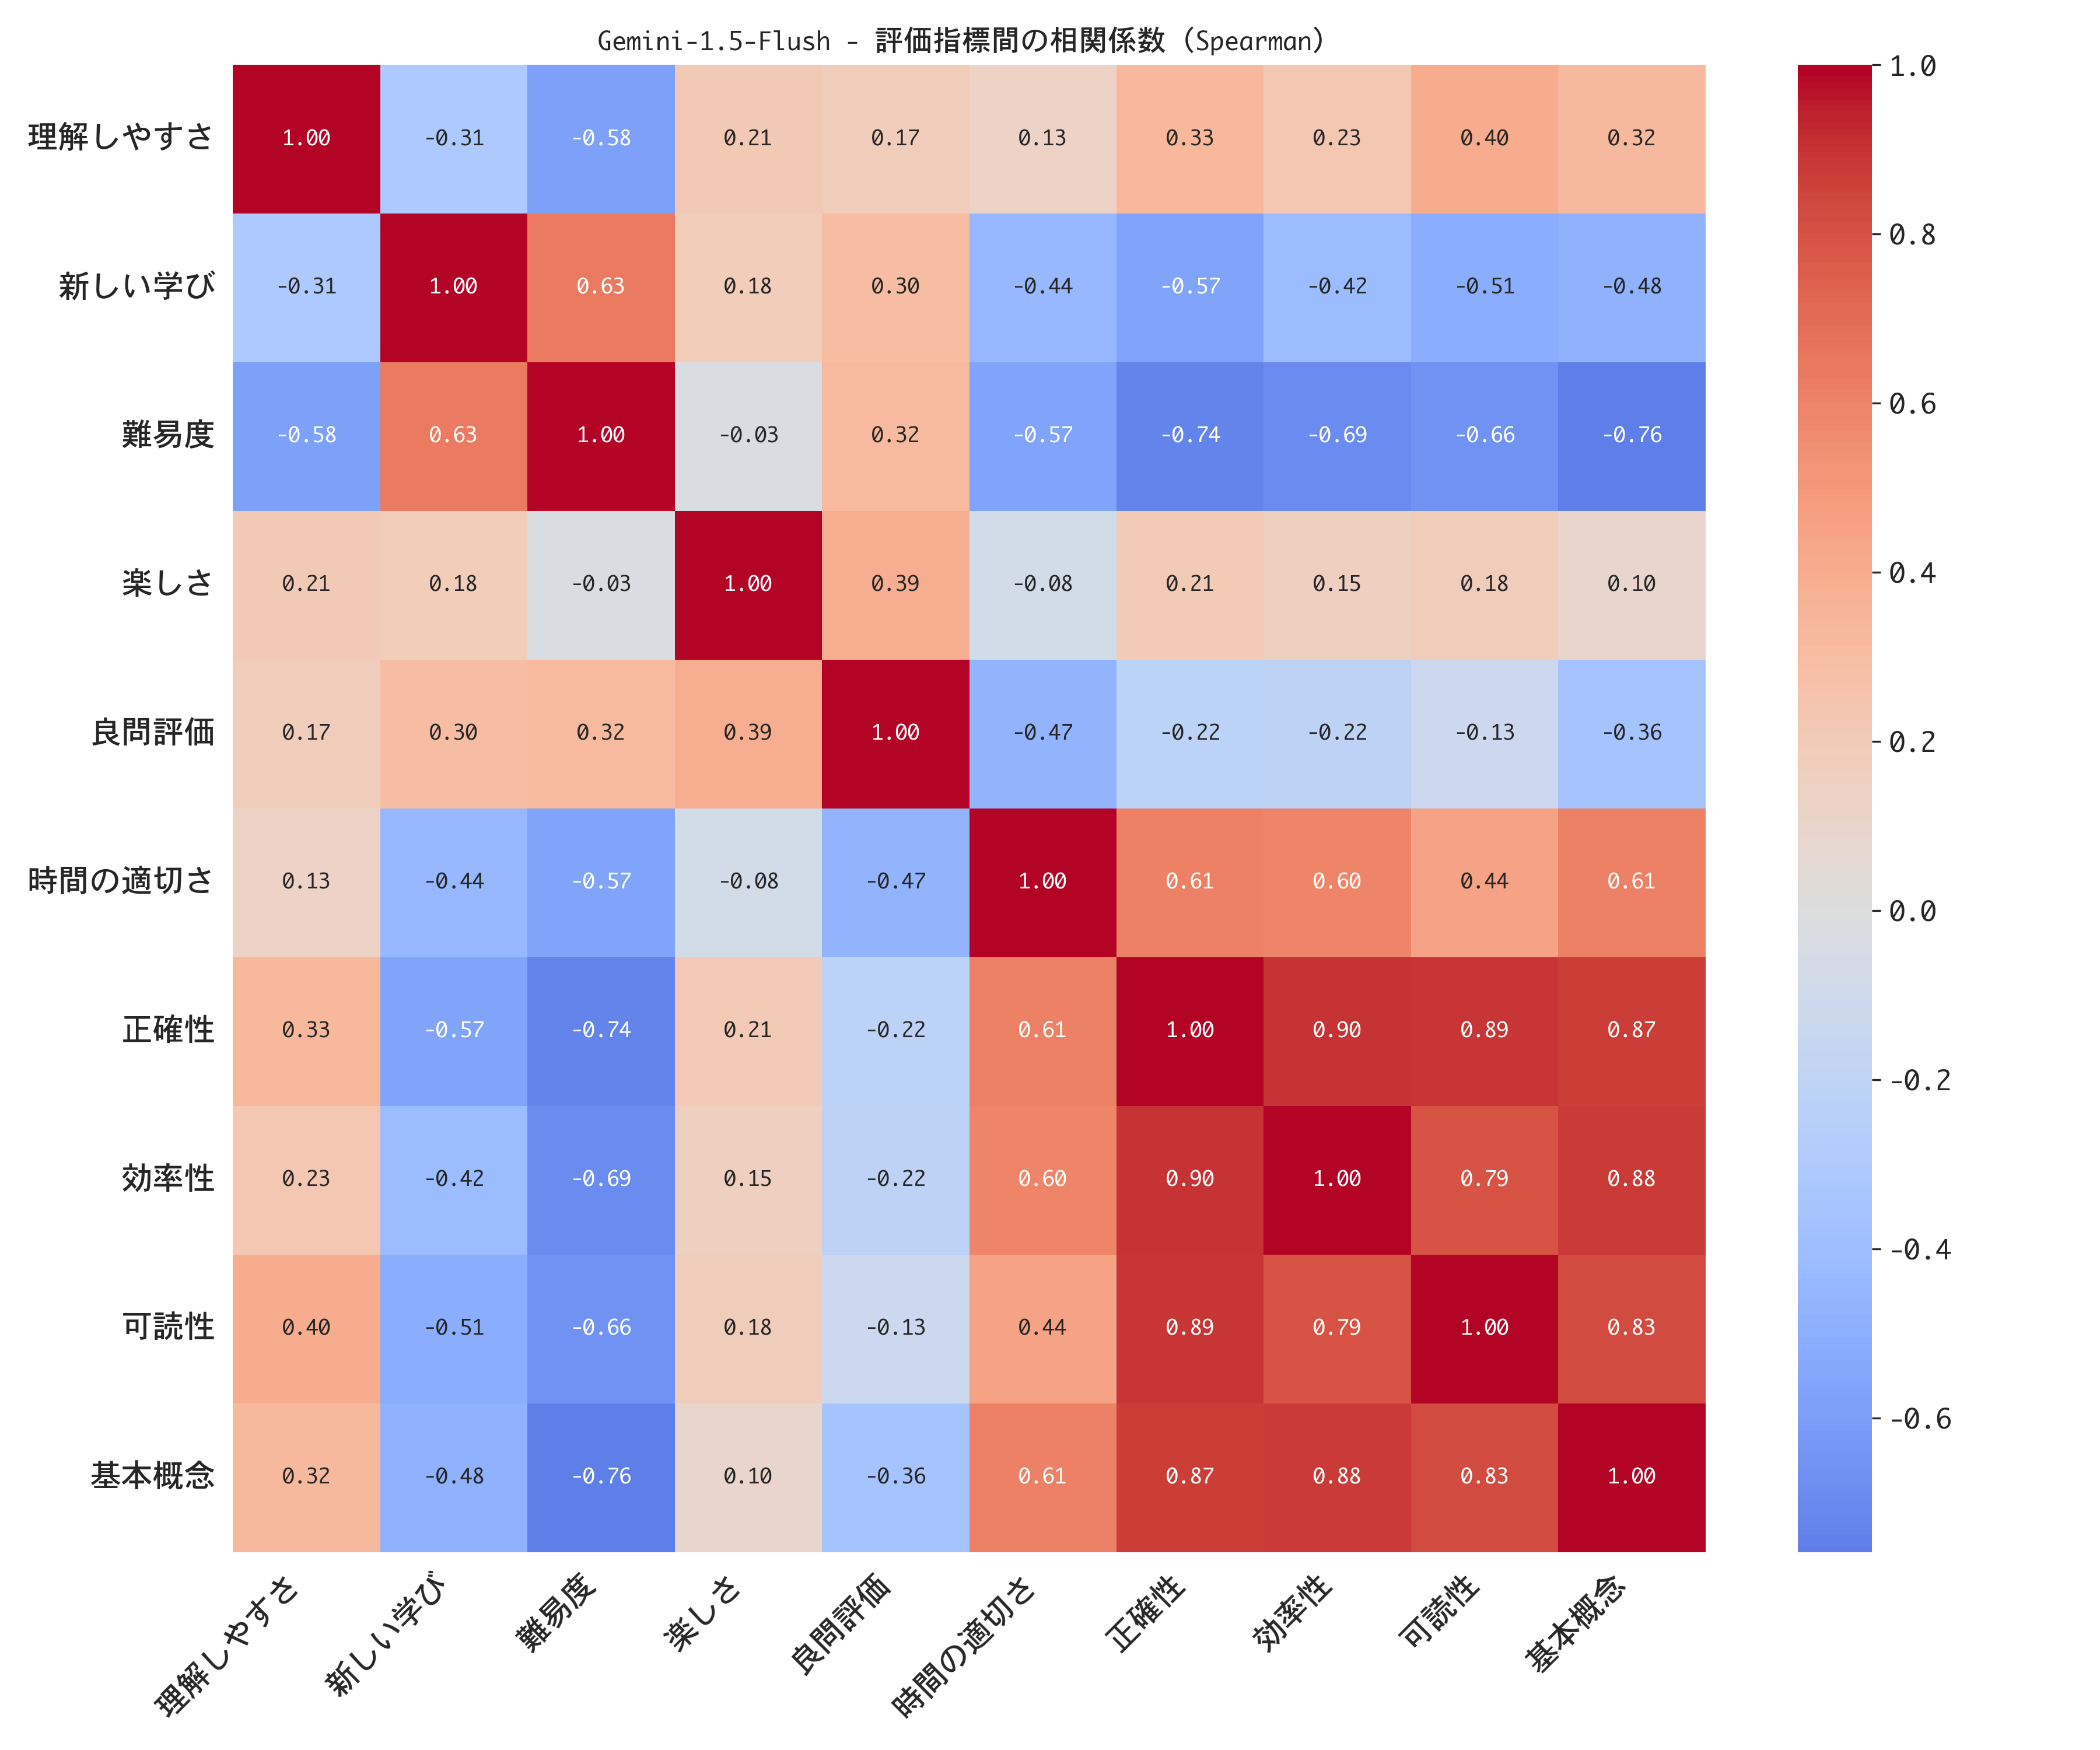 Gemini-1.5-Flush - 評価指標間の相関係数 (Spearman)
理解しやすさ 1.00 -0.31 -0.58 0.21 0.17 0.13 0.33 0.23 0.40 0.32
新しい学び -0.31 1.00 0.63 0.18 0.30 -0.44 -0.57 -0.42 -0.51 -0.48
難易度 -0.58 0.63 1.00 -0.03 0.32 -0.57 -0.74 -0.69 -0.66 -0.76
楽しさ 0.21 0.18 -0.03 1.00 0.39 -0.08 0.21 0.15 0.18 0.10
良問評価 0.17 0.30 0.32 0.39 1.00 -0.47 -0.22 -0.22 -0.13 -0.36
時間の適切さ 0.13 -0.44 -0.57 -0.08 -0.47 1.00 0.61 0.60 0.44 0.61
正確性 0.33 -0.57 -0.74 0.21 -0.22 0.61 1.00 0.90 0.89 0.87
効率性 0.23 -0.42 -0.69 0.15 -0.22 0.60 0.90 1.00 0.79 0.88
可読性 0.40 -0.51 -0.66 0.18 -0.13 0.44 0.89 0.79 1.00 0.83
基本概念 0.32 -0.48 -0.76 0.10 -0.36 0.61 0.87 0.88 0.83 1.00
理解しやすさ 新しい学び 難易度 楽しさ 良問評価 時間の適切さ 正確性 効率性 可読性 基本概念
1.0
0.8
0.6
0.4
0.2
0.0
-0.2
-0.4
-0.6